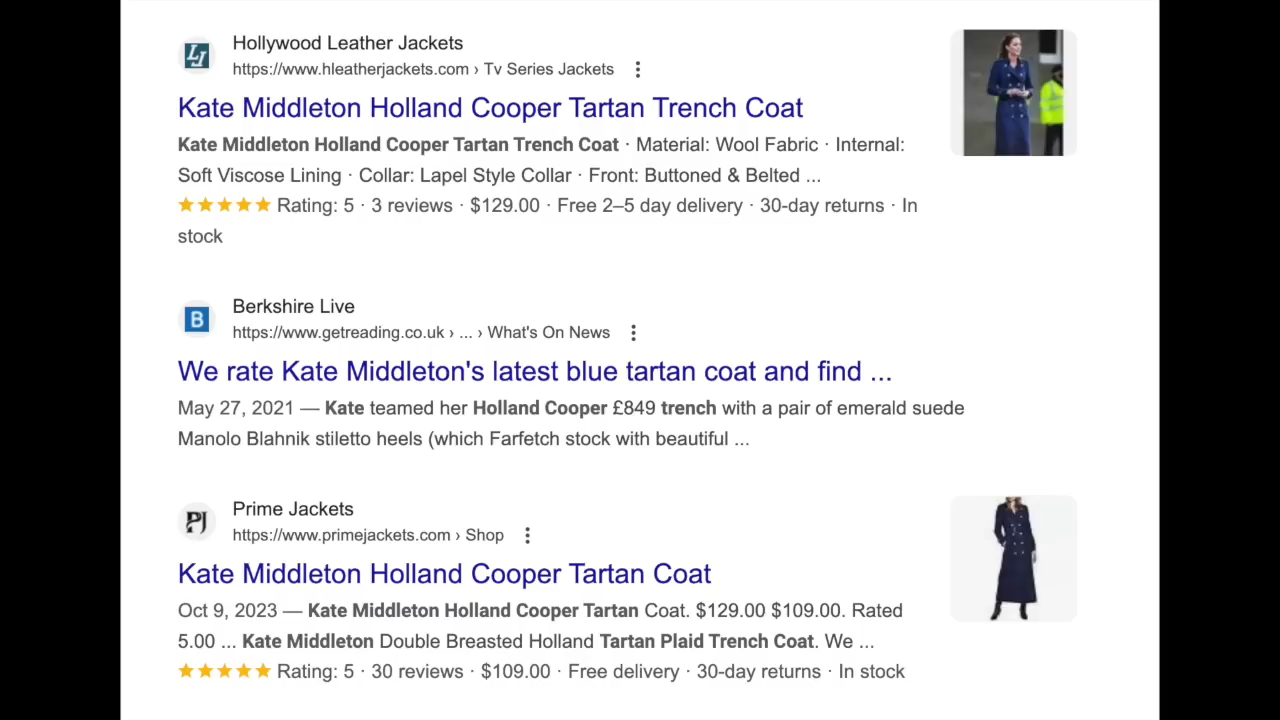 Hollywood Leather Jackets
https://www.hleatherjackets.com › Tv Series Jackets
Kate Middleton Holland Cooper Tartan Trench Coat
Kate Middleton Holland Cooper Tartan Trench Coat · Material: Wool Fabric · Internal:
Soft Viscose Lining · Collar: Lapel Style Collar · Front: Buttoned & Belted ...
Rating: 5 · 3 reviews · $129.00 · Free 2–5 day delivery · 30-day returns · In
stock
B
Berkshire Live
https://www.getreading.co.uk › ... › What's On News
We rate Kate Middleton's latest blue tartan coat and find ...
May 27, 2021 — Kate teamed her Holland Cooper £849 trench with a pair of emerald suede
Manolo Blahnik stiletto heels (which Farfetch stock with beautiful ...
PJ
Prime Jackets
https://www.primejackets.com › Shop
Kate Middleton Holland Cooper Tartan Coat
Oct 9, 2023 — Kate Middleton Holland Cooper Tartan Coat. $129.00 $109.00. Rated
5.00 ... Kate Middleton Double Breasted Holland Tartan Plaid Trench Coat. We ...
Rating: 5 · 30 reviews · $109.00 · Free delivery · 30-day returns · In stock